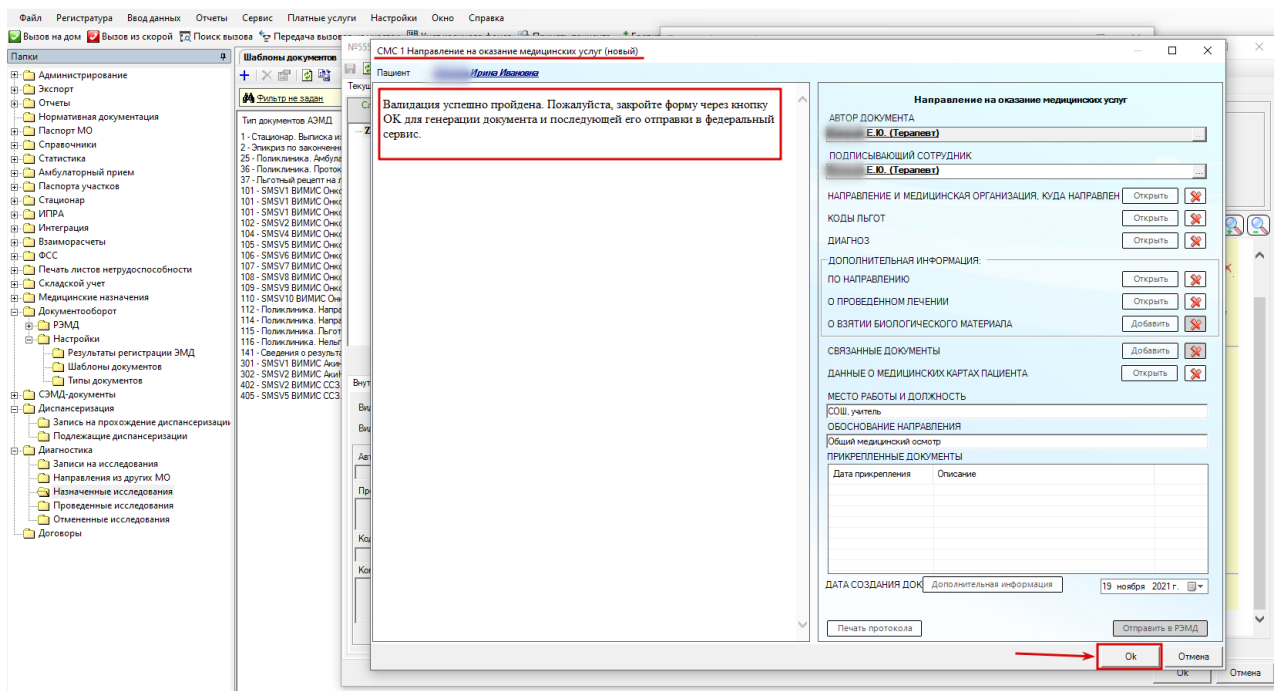 Файл Регистратура Ввод данных Отчеты Сервис Платные услуги Настройки Окно Справка
Вызов на дом Вызов из скорой Поиск вызова Передача вызов
Папки
Администрирование
Экспорт
Отчеты
Нормативная документация
Паспорт МО
Справочники
Статистика
Амбулаторный прием
Паспорта участков
Стационар
ИПРА
Интеграция
Взаиморасчеты
ФСС
Печать листов нетрудоспособности
Складской учет
Медицинские назначения
Документооборот
РЭМД
Настройки
Результаты регистрации ЭМД
Шаблоны документов
Типы документов
СЭМД-документы
Диспансеризация
Запись на прохождение диспансеризации
Подлежащие диспансеризации
Диагностика
Записи на исследования
Направления из других МО
Назначенные исследования
Проведенные исследования
Отмененные исследования
Договоры
Шаблоны документов
Фильтр не задан
Тип документов АЭМД
1 - Стационар. Выписка из
2 - Эпикриз по законченн
25 - Поликлиника. Амбула
36 - Поликлиника. Проток
37 - Льготный рецепт на л
101 - SMSV1 ВИМИС Онко
101 - SMSV1 ВИМИС Онко
101 - SMSV1 ВИМИС Онко
102 - SMSV2 ВИМИС Онко
104 - SMSV4 ВИМИС Онко
105 - SMSV5 ВИМИС Онко
106 - SMSV6 ВИМИС Онко
107 - SMSV7 ВИМИС Онко
108 - SMSV8 ВИМИС Онко
109 - SMSV9 ВИМИС Онко
110 - SMSV10 ВИМИС Он
112 - Поликлиника. Напра
114 - Поликлиника. Напра
115 - Поликлиника. Льгот
116 - Поликлиника. Нельг
141 - Сведения о результа
301 - SMSV1 ВИМИС Аки
302 - SMSV2 ВИМИС Аки
402 - SMSV2 ВИМИС ССЗ
405 - SMSV5 ВИМИС ССЗ
№555
Текущ
Внут
Ви
Ви
Авт
Пр
Код
Ко
СМС 1 Направление на оказание медицинских услуг (новый)
Пациент Ирина Ивановна
Валидация успешно пройдена. Пожалуйста, закройте форму через кнопку
ОК для генерации документа и последующей его отправки в федеральный
сервис.
Направление на оказание медицинских услуг
АВТОР ДОКУМЕНТА
Е.Ю. (Терапевт) ...
ПОДПИСЫВАЮЩИЙ СОТРУДНИК
Е.Ю. (Терапевт) ...
НАПРАВЛЕНИЕ И МЕДИЦИНСКАЯ ОРГАНИЗАЦИЯ, КУДА НАПРАВЛЕН Открыть
КОДЫ ЛЬГОТ Открыть
ДИАГНОЗ Открыть
ДОПОЛНИТЕЛЬНАЯ ИНФОРМАЦИЯ:
ПО НАПРАВЛЕНИЮ Открыть
О ПРОВЕДЁННОМ ЛЕЧЕНИИ Открыть
О ВЗЯТИИ БИОЛОГИЧЕСКОГО МАТЕРИАЛА Добавить
СВЯЗАННЫЕ ДОКУМЕНТЫ Добавить
ДАННЫЕ О МЕДИЦИНСКИХ КАРТАХ ПАЦИЕНТА Открыть
МЕСТО РАБОТЫ И ДОЛЖНОСТЬ
СОШ, учитель
ОБОСНОВАНИЕ НАПРАВЛЕНИЯ
Общий медицинский осмотр
ПРИКРЕПЛЕННЫЕ ДОКУМЕНТЫ
Дата прикрепления Описание
ДАТА СОЗДАНИЯ ДОК Дополнительная информация 19 ноября 2021 г.
Печать протокола Отправить в РЭМД
Ok Отмена
Ok Отмена